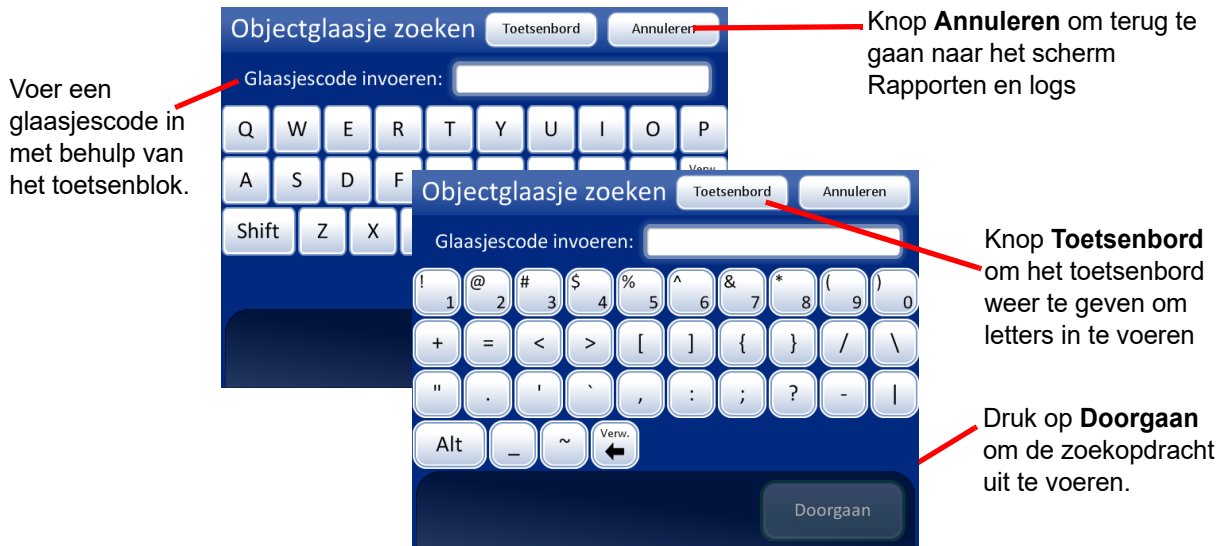 Objectglaasje zoeken Toetsenbord Annuleren
Glaasjescode invoeren:
Q W E R T Y U I O P
A S D F
Shift Z X
Voer een
glaasjescode in
met behulp van
het toetsenblok.
Knop Annuleren om terug te
gaan naar het scherm
Rapporten en logs
Objectglaasje zoeken Toetsenbord Annuleren
Glaasjescode invoeren:
! 1 @ 2 # 3 $ 4 % 5 ^ 6 & 7 * 8 ( 9 ) 0
+ = < > [ ] { } / \
" . ' ` , : ; ? - |
Alt _ ~ Verw.
Doorgaan
Knop Toetsenbord
om het toetsenbord
weer te geven om
letters in te voeren
Druk op Doorgaan
om de zoekopdracht
uit te voeren.